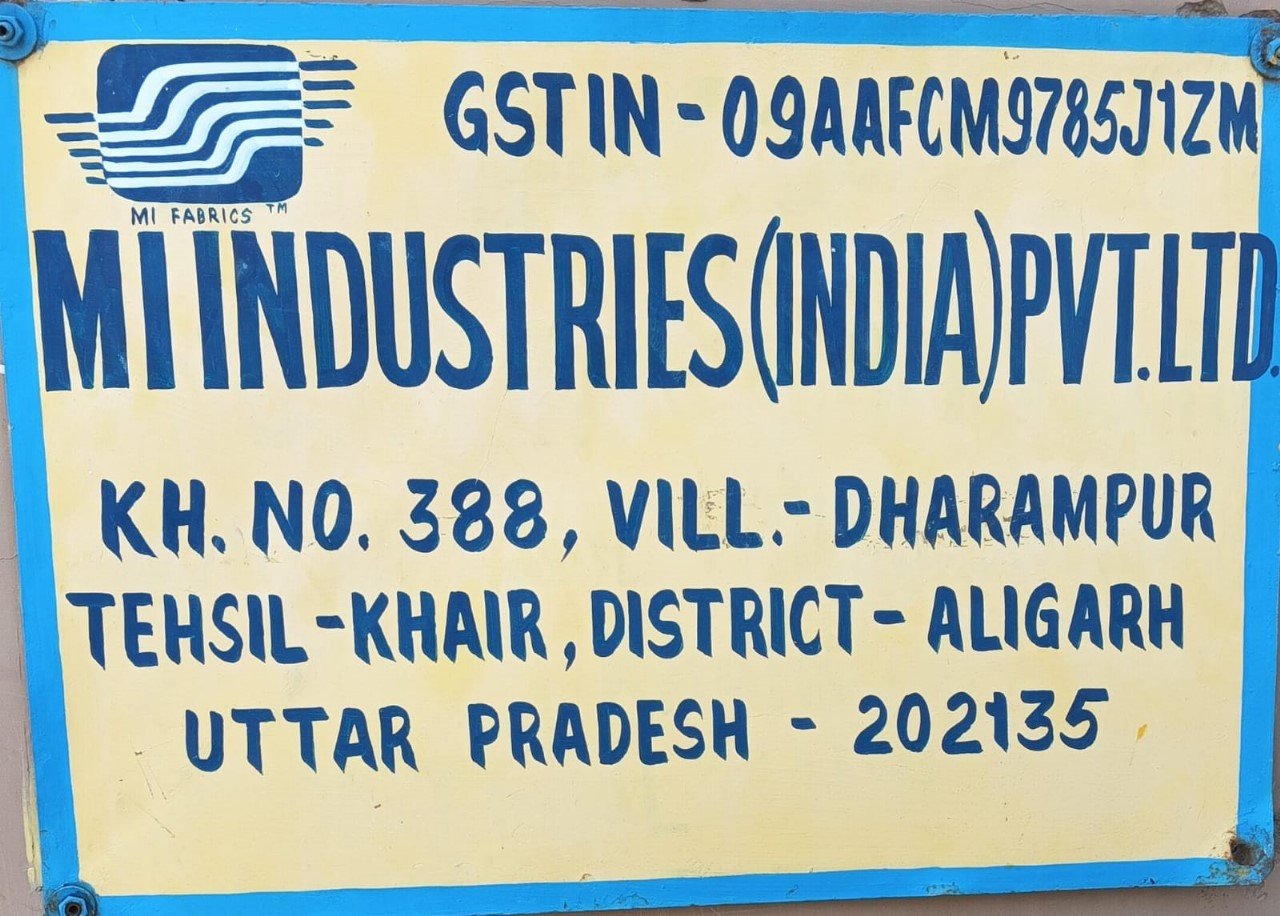 GSTIN - 09AAFCM9785J1ZM
MI FABRICS TM
MI INDUSTRIES (INDIA) PVT. LTD.
KH. NO. 388, VILL.- DHARAMPUR
TEHSIL-KHAIR, DISTRICT- ALIGARH
UTTAR PRADESH - 202135